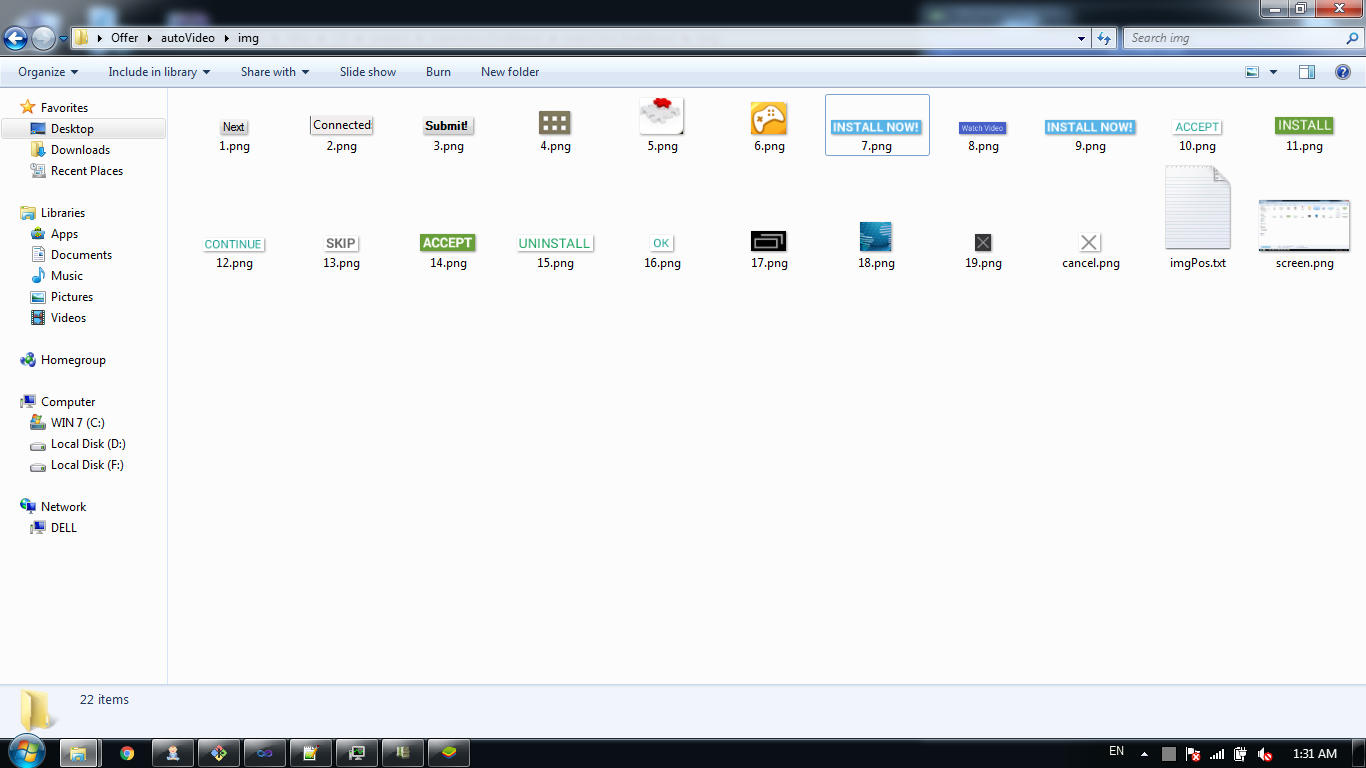 Offer autoVideo img
Search img
Organize Include in library Share with Slide show Burn New folder
Favorites
Desktop
Downloads
Recent Places
Libraries
Apps
Documents
Music
Pictures
Videos
Homegroup
Computer
WIN 7 (C:)
Local Disk (D:)
Local Disk (F:)
Network
DELL
Next Connected Submit! INSTALL NOW! Watch Video INSTALL NOW! ACCEPT INSTALL
1.png 2.png 3.png 4.png 5.png 6.png 7.png 8.png 9.png 10.png 11.png
CONTINUE SKIP ACCEPT UNINSTALL OK
12.png 13.png 14.png 15.png 16.png 17.png 18.png 19.png cancel.png imgPos.txt screen.png
22 items
EN 1:31 AM